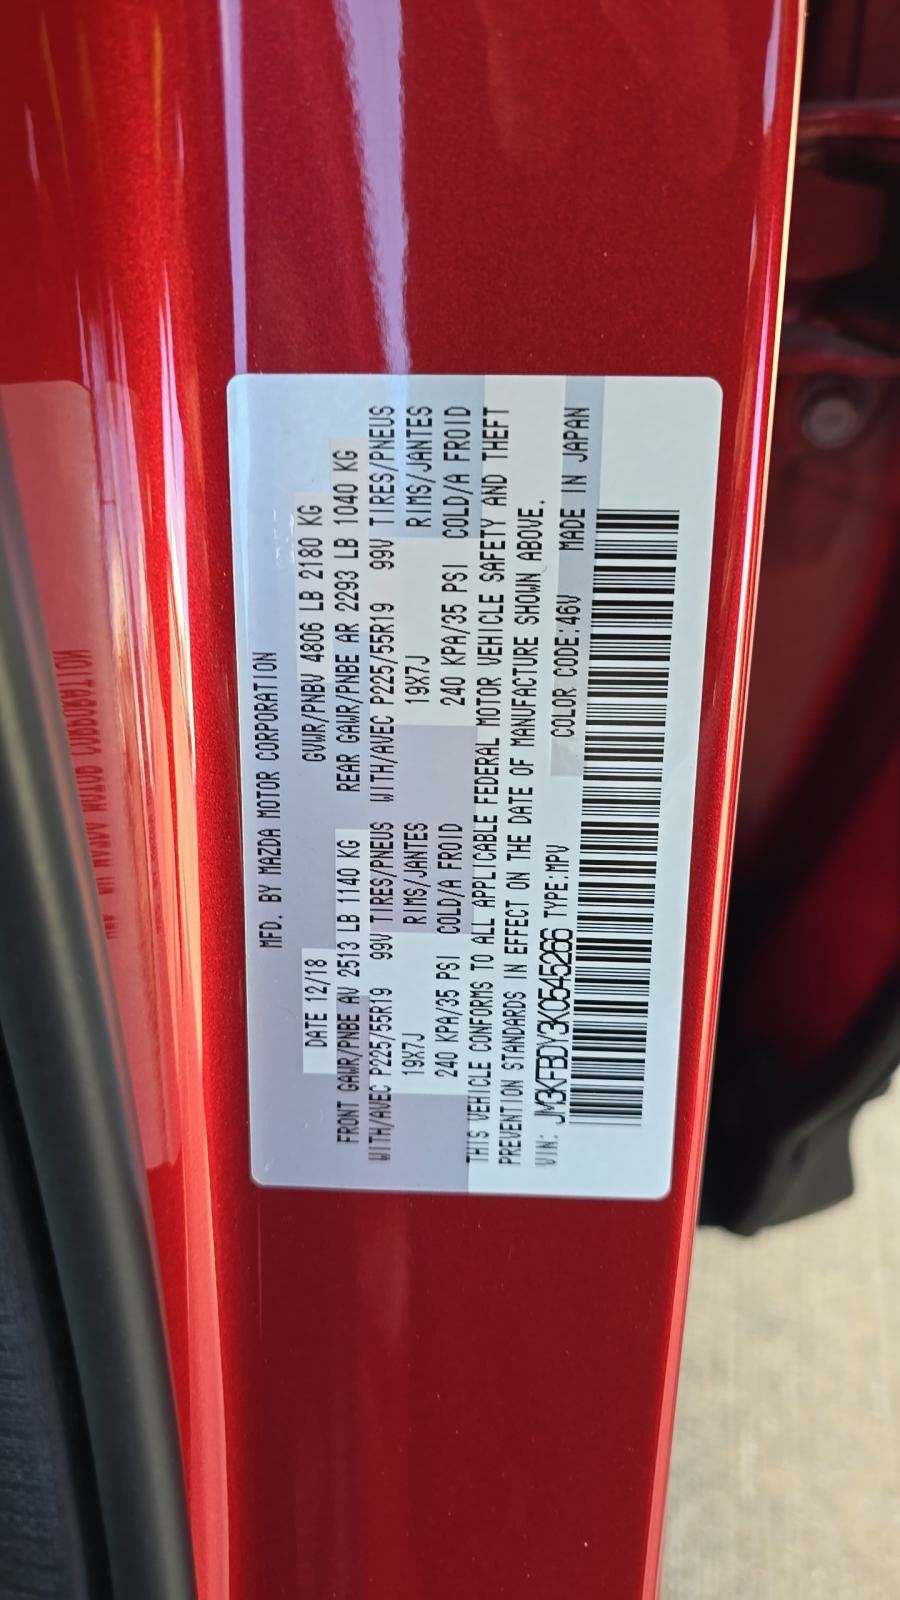 MFD. BY MAZDA MOTOR CORPORATION
DATE 12/18 GVWR/PNBV 4806 LB 2180 KG
FRONT GAWR/PNBE AV 2513 LB 1140 KG REAR GAWR/PNBE AR 2293 LB 1040 KG
WITH/AVEC P225/55R19 99V TIRES/PNEUS WITH/AVEC P225/55R19 99V TIRES/PNEUS
19X7J RIMS/JANTES 19X7J RIMS/JANTES
240 KPA/35 PSI COLD/A FROID 240 KPA/35 PSI COLD/A FROID
THIS VEHICLE CONFORMS TO ALL APPLICABLE FEDERAL MOTOR VEHICLE SAFETY AND THEFT
PREVENTION STANDARDS IN EFFECT ON THE DATE OF MANUFACTURE SHOWN ABOVE.
VIN: JM3KFBDY3K0545266 TYPE:MPV COLOR CODE:46V MADE IN JAPAN